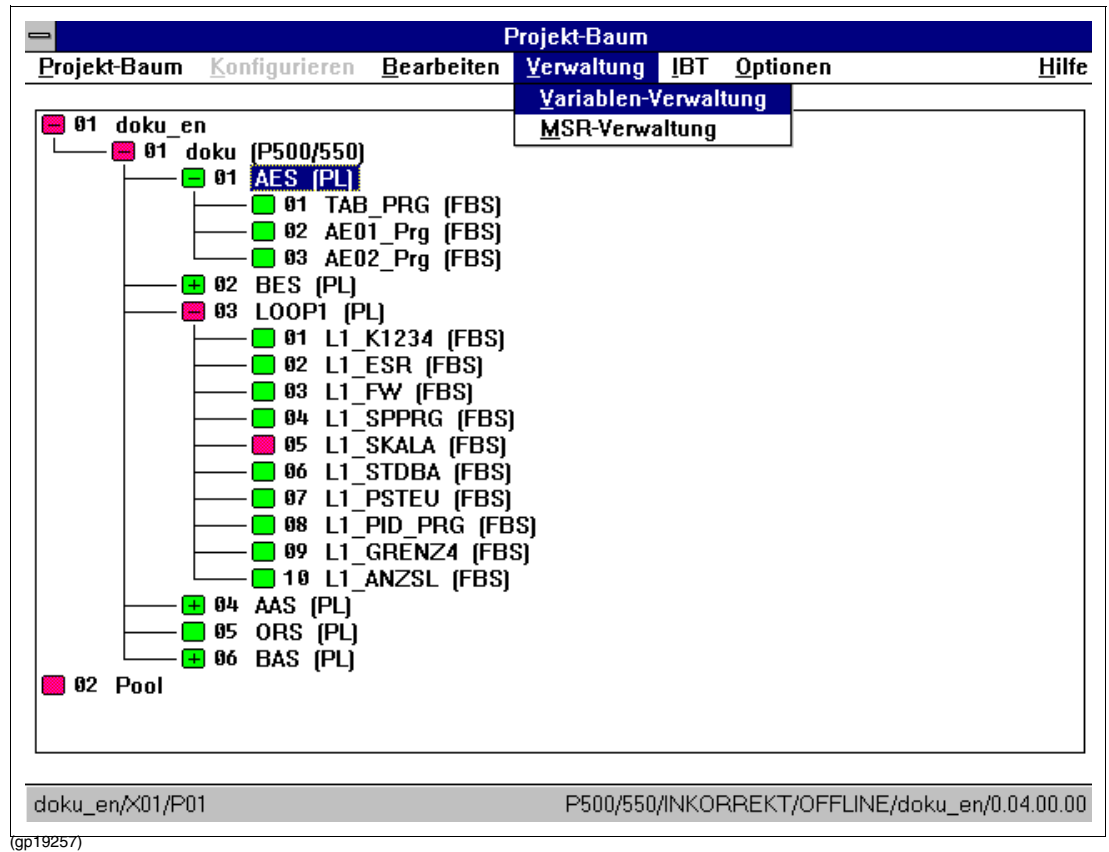 Projekt-Baum
Projekt-Baum Konfigurieren Bearbeiten Verwaltung IBT Optionen Hilfe
Variablen-Verwaltung
MSR-Verwaltung
01 doku_en
01 doku (P500/550)
01 AES (PL)
01 TAB_PRG (FBS)
02 AE01_Prg (FBS)
03 AE02_Prg (FBS)
02 BES (PL)
03 LOOP1 (PL)
01 L1_K1234 (FBS)
02 L1_ESR (FBS)
03 L1_FW (FBS)
04 L1_SPPRG (FBS)
05 L1_SKALA (FBS)
06 L1_STDBA (FBS)
07 L1_PSTEU (FBS)
08 L1_PID_PRG (FBS)
09 L1_GRENZ4 (FBS)
10 L1_ANZSL (FBS)
04 AAS (PL)
05 ORS (PL)
06 BAS (PL)
02 Pool
doku_en/X01/P01 P500/550/INKORREKT/OFFLINE/doku_en/0.04.00.00
(gp19257)